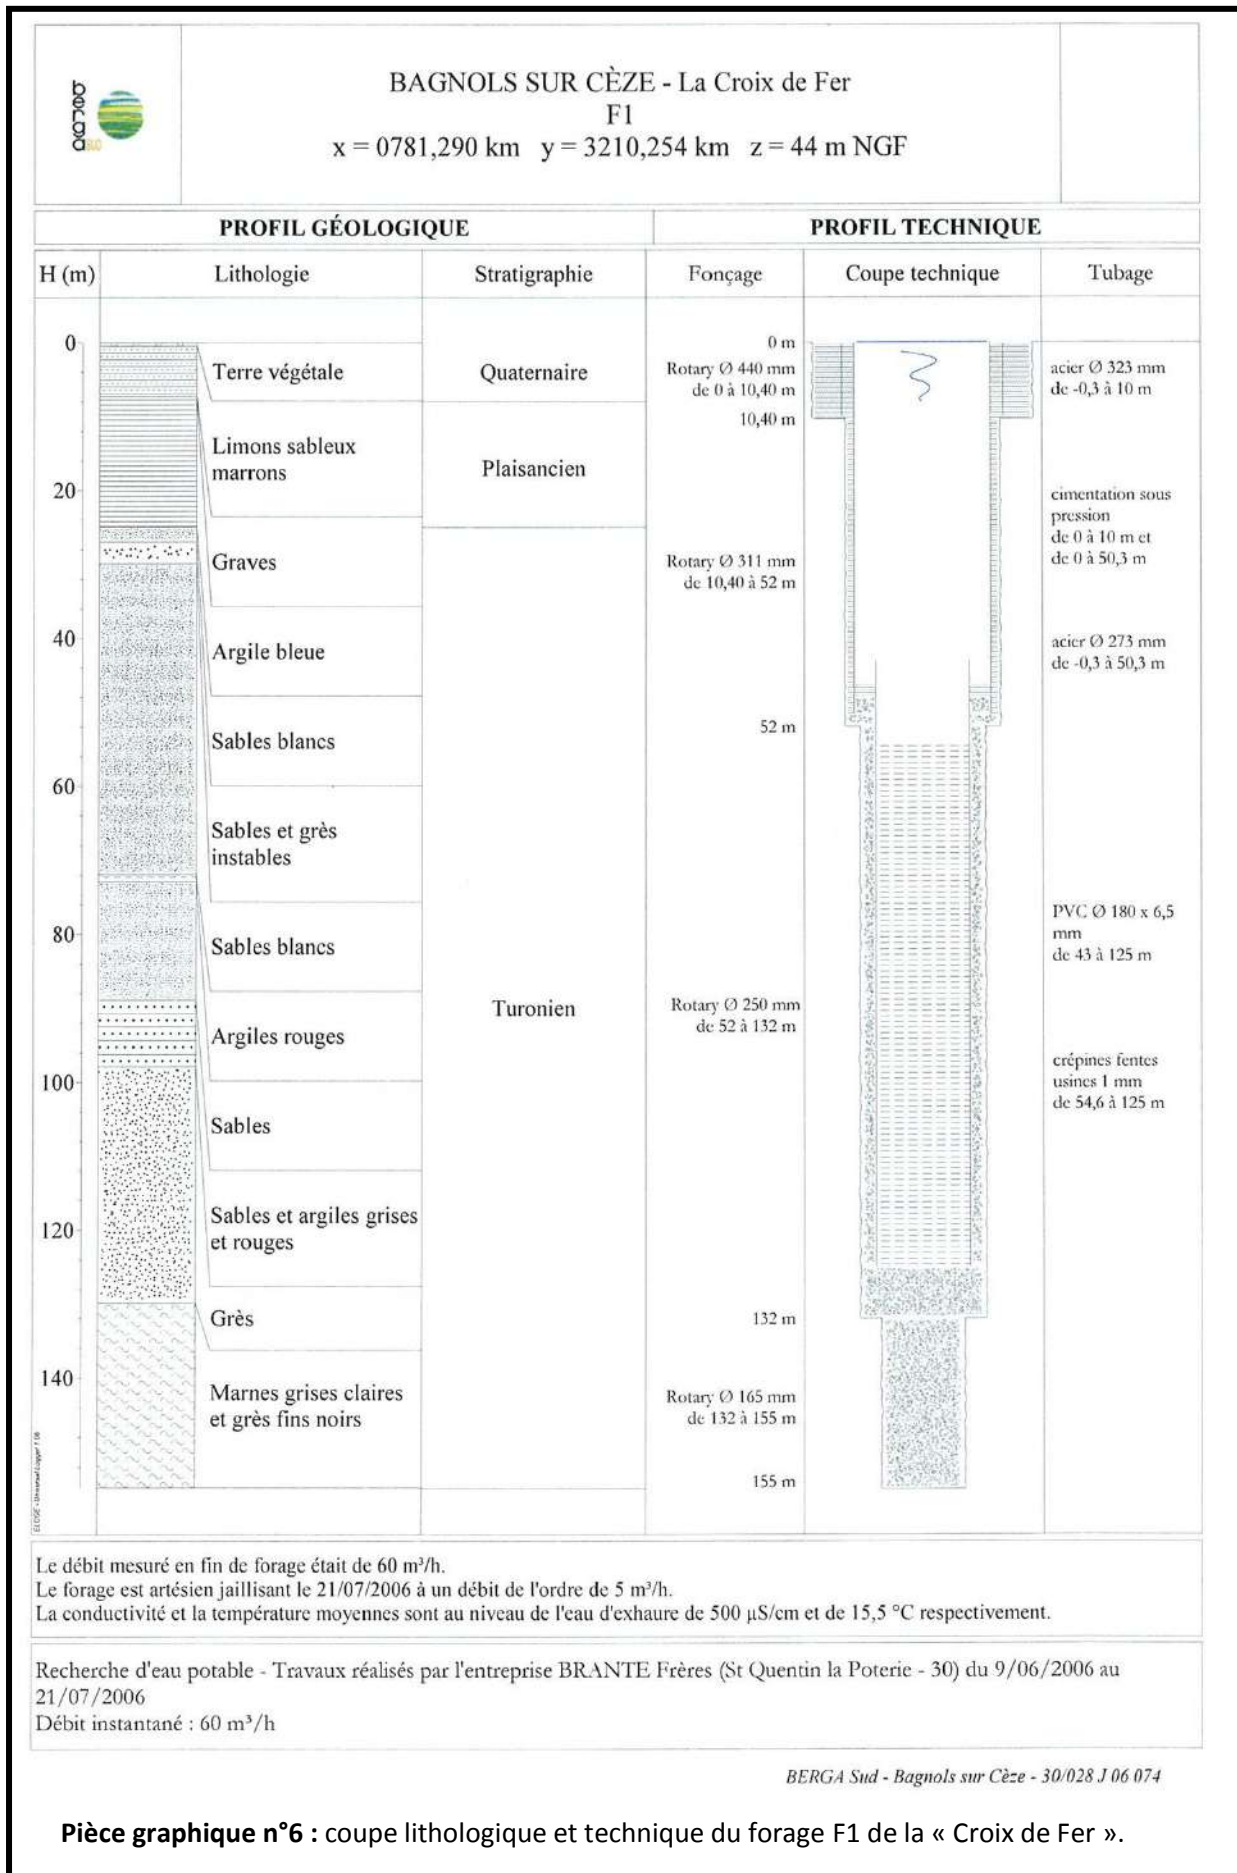 berga
BAGNOLS SUR CÈZE - La Croix de Fer
F1
x = 0781,290 km y = 3210,254 km z = 44 m NGF
PROFIL GÉOLOGIQUE
PROFIL TECHNIQUE
H (m)
Lithologie
Stratigraphie
Fonçage
Coupe technique
Tubage
0
20
40
60
80
100
120
140
Terre végétale
Limons sableux
marrons
Graves
Argile bleue
Sables blancs
Sables et grès
instables
Sables blancs
Argiles rouges
Sables
Sables et argiles grises
et rouges
Grès
Marnes grises claires
et grès fins noirs
Quaternaire
Plaisancien
Turonien
0 m
Rotary Ø 440 mm
de 0 à 10,40 m
10,40 m
Rotary Ø 311 mm
de 10,40 à 52 m
52 m
Rotary Ø 250 mm
de 52 à 132 m
132 m
Rotary Ø 165 mm
de 132 à 155 m
155 m
acier Ø 323 mm
de -0,3 à 10 m
cimentation sous
pression
de 0 à 10 m et
de 0 à 50,3 m
acier Ø 273 mm
de -0,3 à 50,3 m
PVC Ø 180 x 6,5
mm
de 43 à 125 m
crépines fentes
usines 1 mm
de 54,6 à 125 m
Le débit mesuré en fin de forage était de 60 m³/h.
Le forage est artésien jaillisant le 21/07/2006 à un débit de l'ordre de 5 m³/h.
La conductivité et la température moyennes sont au niveau de l'eau d'exhaure de 500 µS/cm et de 15,5 °C respectivement.
Recherche d'eau potable - Travaux réalisés par l'entreprise BRANTE Frères (St Quentin la Poterie - 30) du 9/06/2006 au
21/07/2006
Débit instantané : 60 m³/h
BERGA Sud - Bagnols sur Cèze - 30/028 J 06 074
Pièce graphique n°6 : coupe lithologique et technique du forage F1 de la « Croix de Fer ».